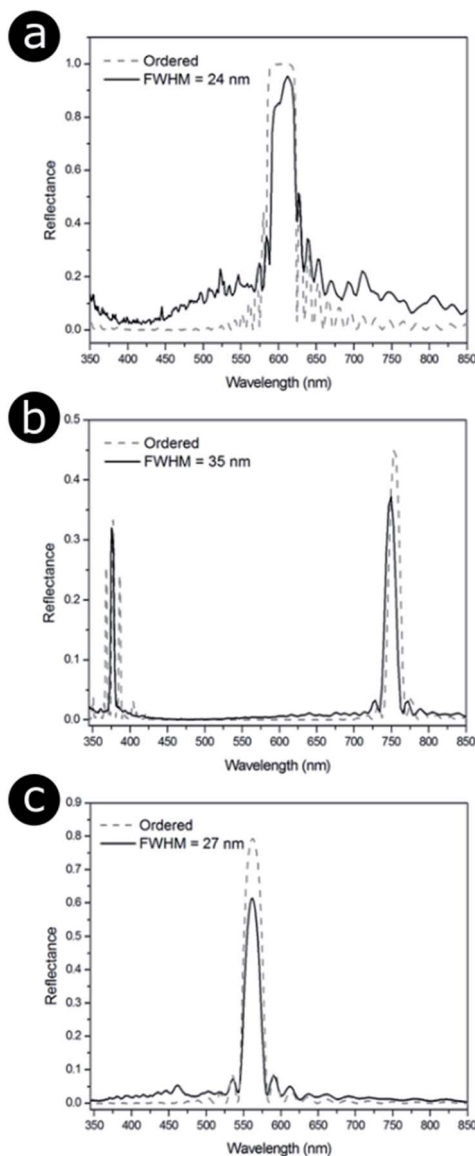 a
1.0
0.8
0.6
0.4
0.2
0.0
Reflectance
Ordered
FWHM = 24 nm
350 400 450 500 550 600 650 700 750 800 850
Wavelength (nm)
b
0.5
0.4
0.3
0.2
0.1
0.0
Reflectance
Ordered
FWHM = 35 nm
350 400 450 500 550 600 650 700 750 800 850
Wavelength (nm)
c
0.9
0.8
0.7
0.6
0.5
0.4
0.3
0.2
0.1
0.0
Reflectance
Ordered
FWHM = 27 nm
350 400 450 500 550 600 650 700 750 800 850
Wavelength (nm)